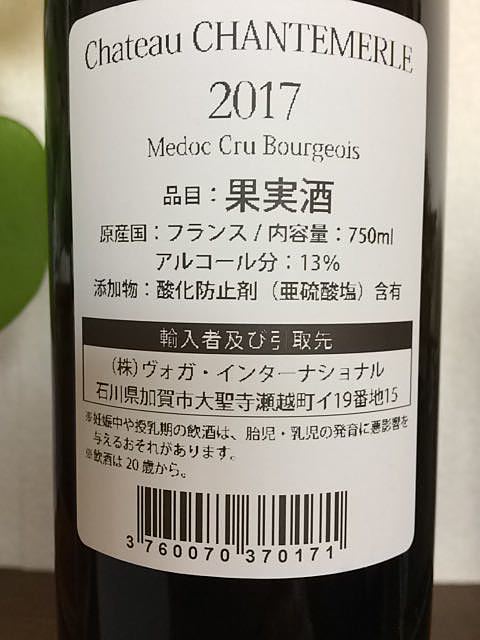 Chateau CHANTEMERLE
2017
Medoc Cru Bourgeois
品目：果実酒
原産国：フランス / 内容量：750ml
アルコール分：13%
添加物：酸化防止剤（亜硫酸塩）含有
輸入者及び引取先
(株)ヴォガ・インターナショナル
石川県加賀市大聖寺瀬越町イ19番地15
※妊娠中や授乳期の飲酒は、胎児・乳児の発育に悪影響を
与えるおそれがあります。
※飲酒は20歳から。
3 760070 370171